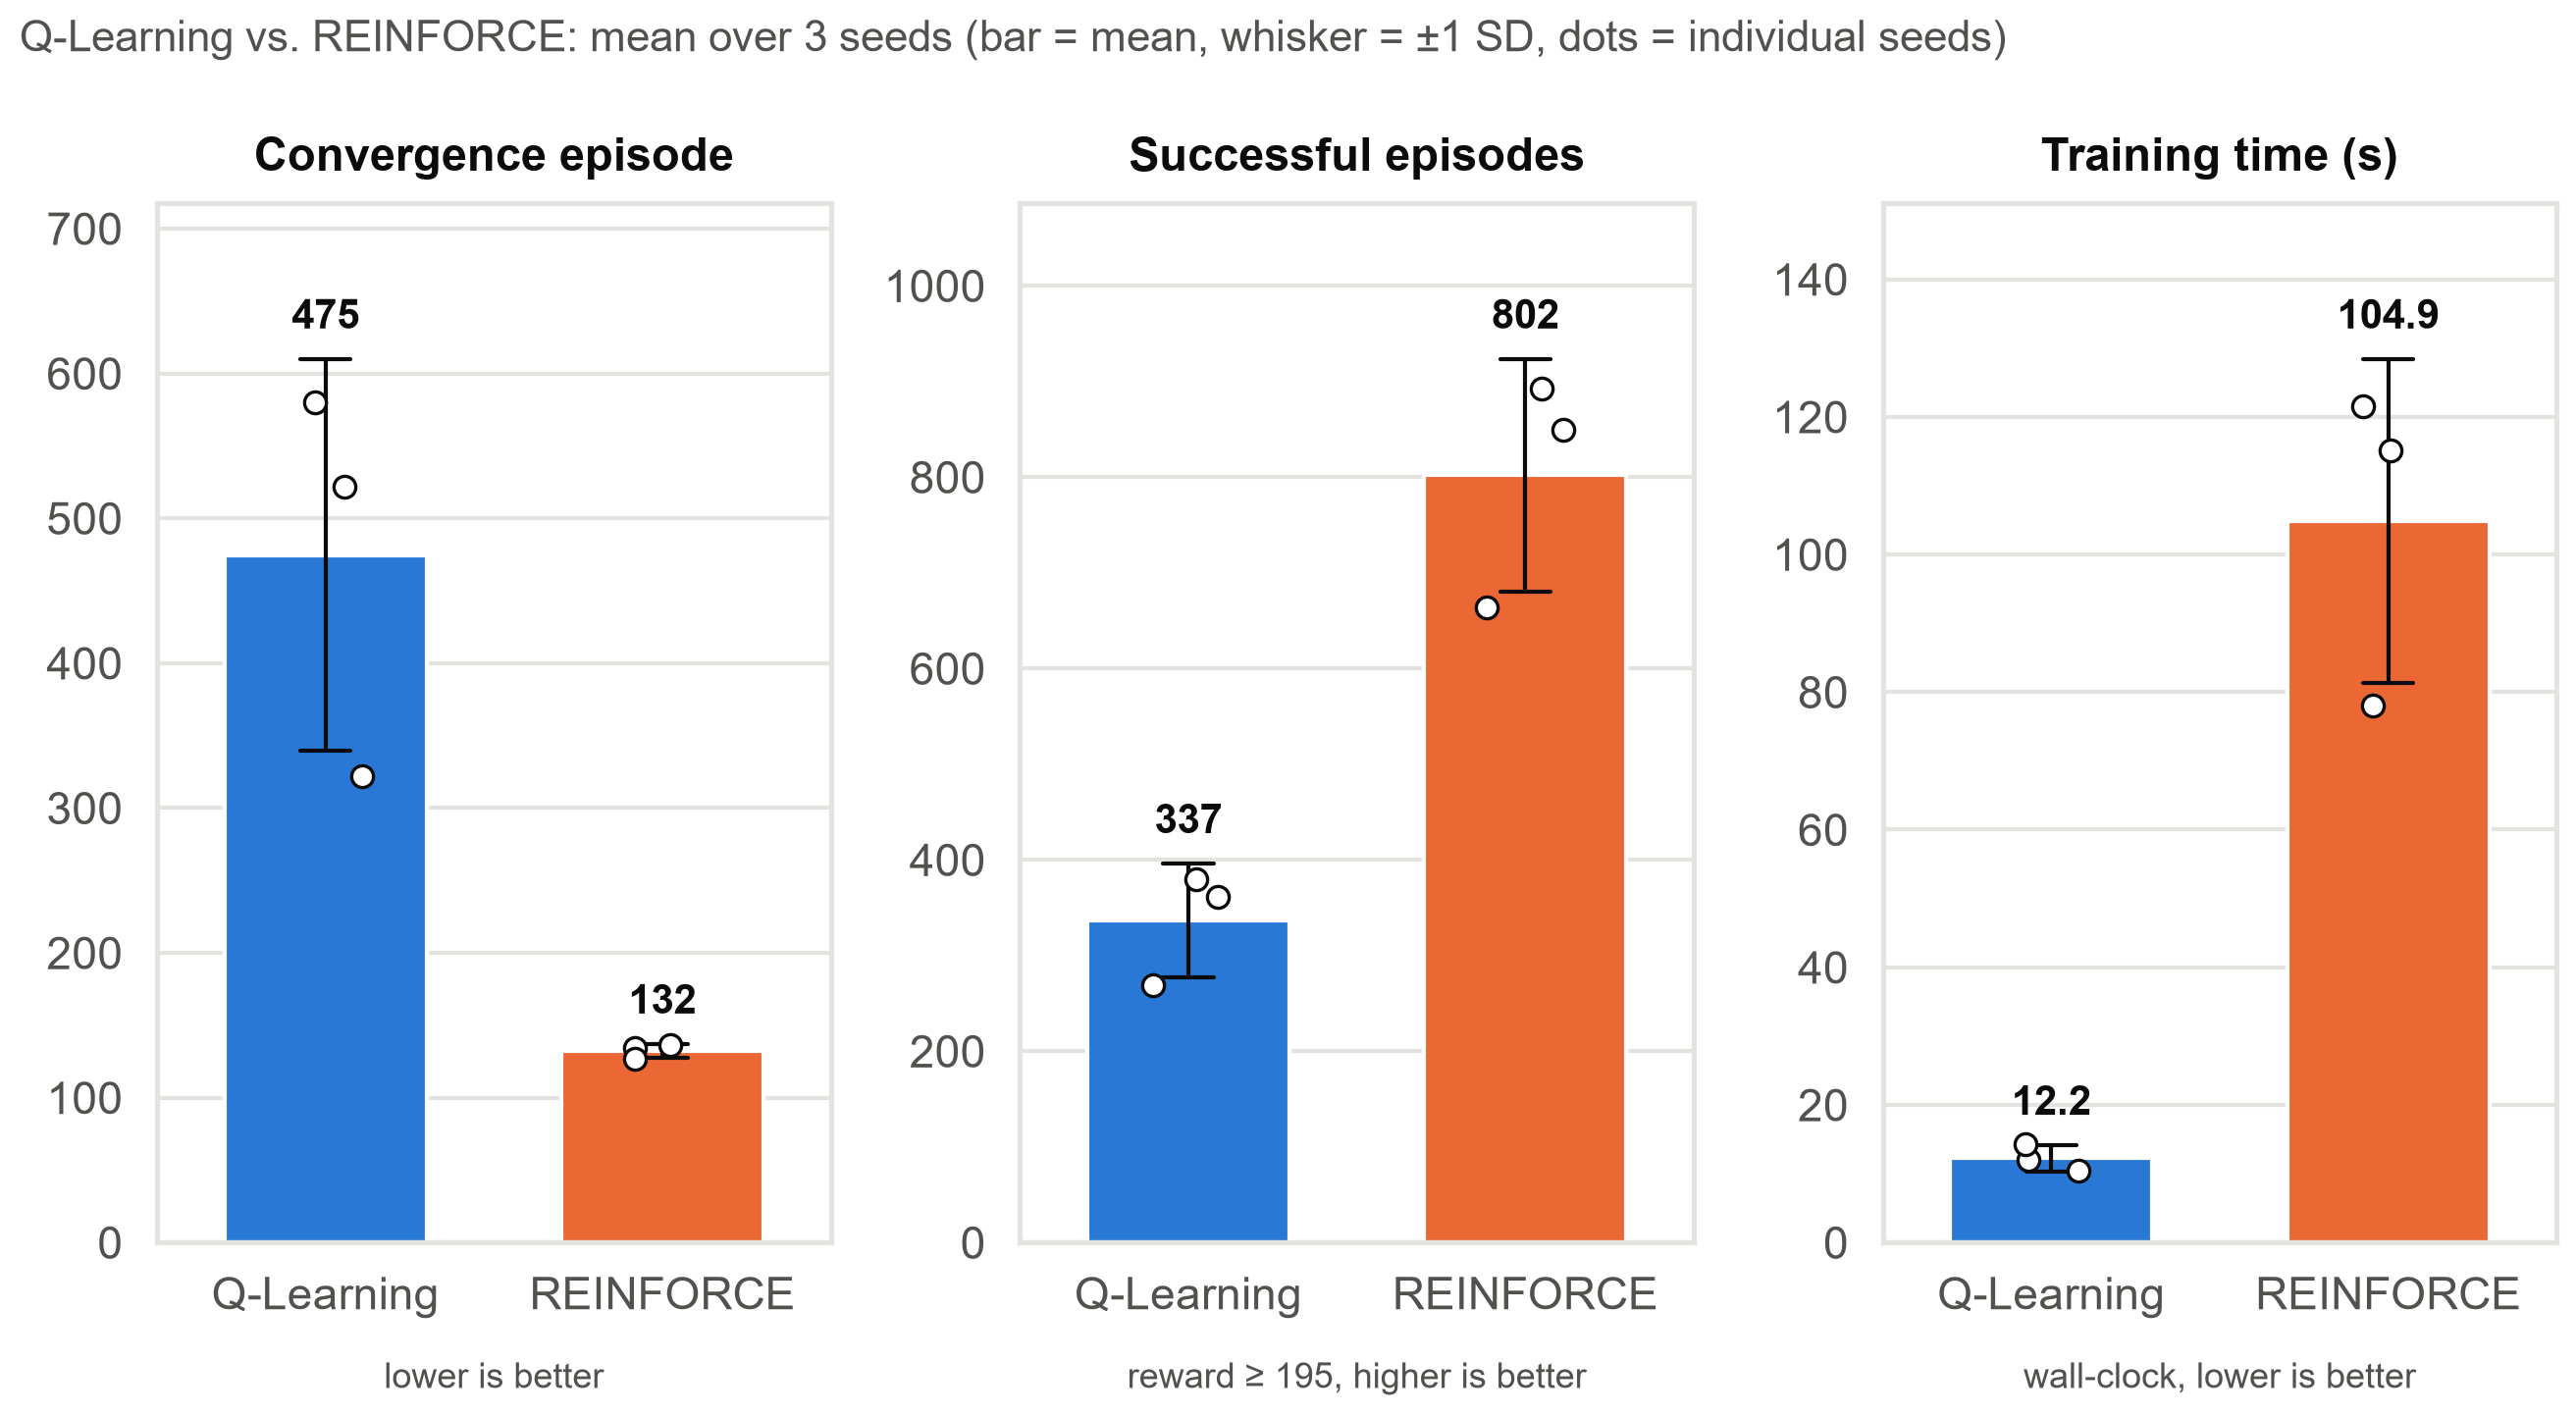 Q-Learning vs. REINFORCE: mean over 3 seeds (bar = mean, whisker = ±1 SD, dots = individual seeds)
Convergence episode
700
600
500
400
300
200
100
0
475
132
Q-Learning
REINFORCE
lower is better
Successful episodes
1000
800
600
400
200
0
337
802
Q-Learning
REINFORCE
reward ≥ 195, higher is better
Training time (s)
140
120
100
80
60
40
20
0
12.2
104.9
Q-Learning
REINFORCE
wall-clock, lower is better